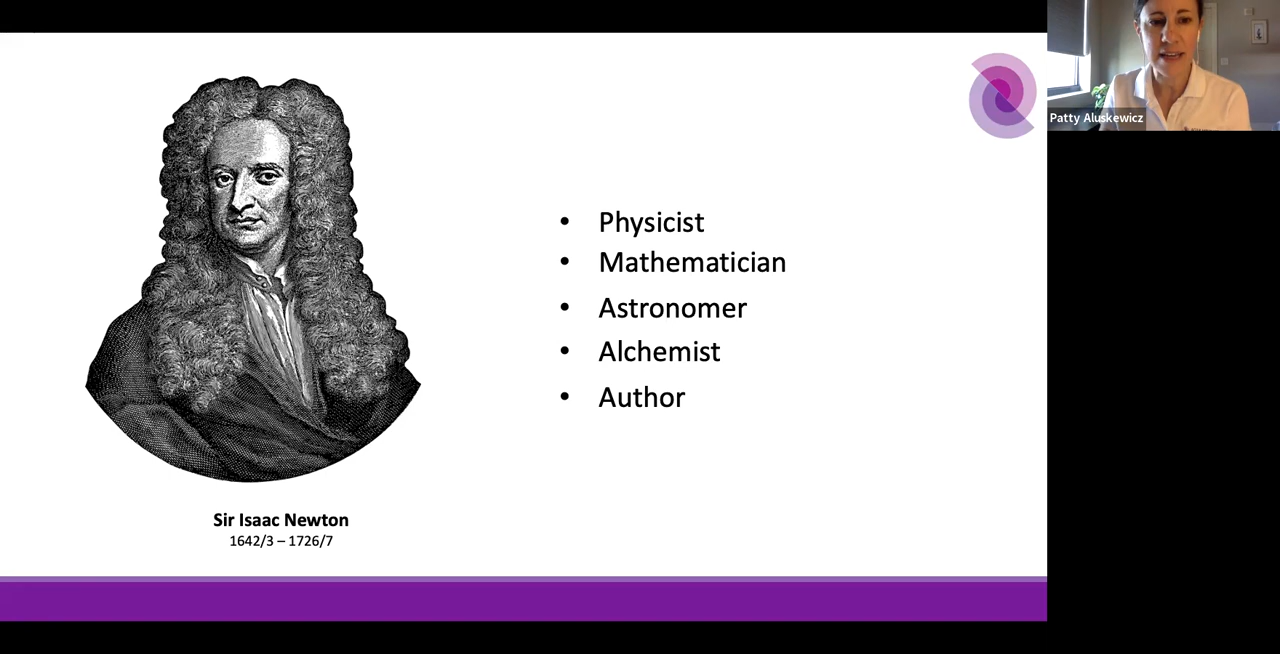 • Physicist
• Mathematician
• Astronomer
• Alchemist
• Author
Sir Isaac Newton
1642/3 – 1726/7
Patty Aluskewicz